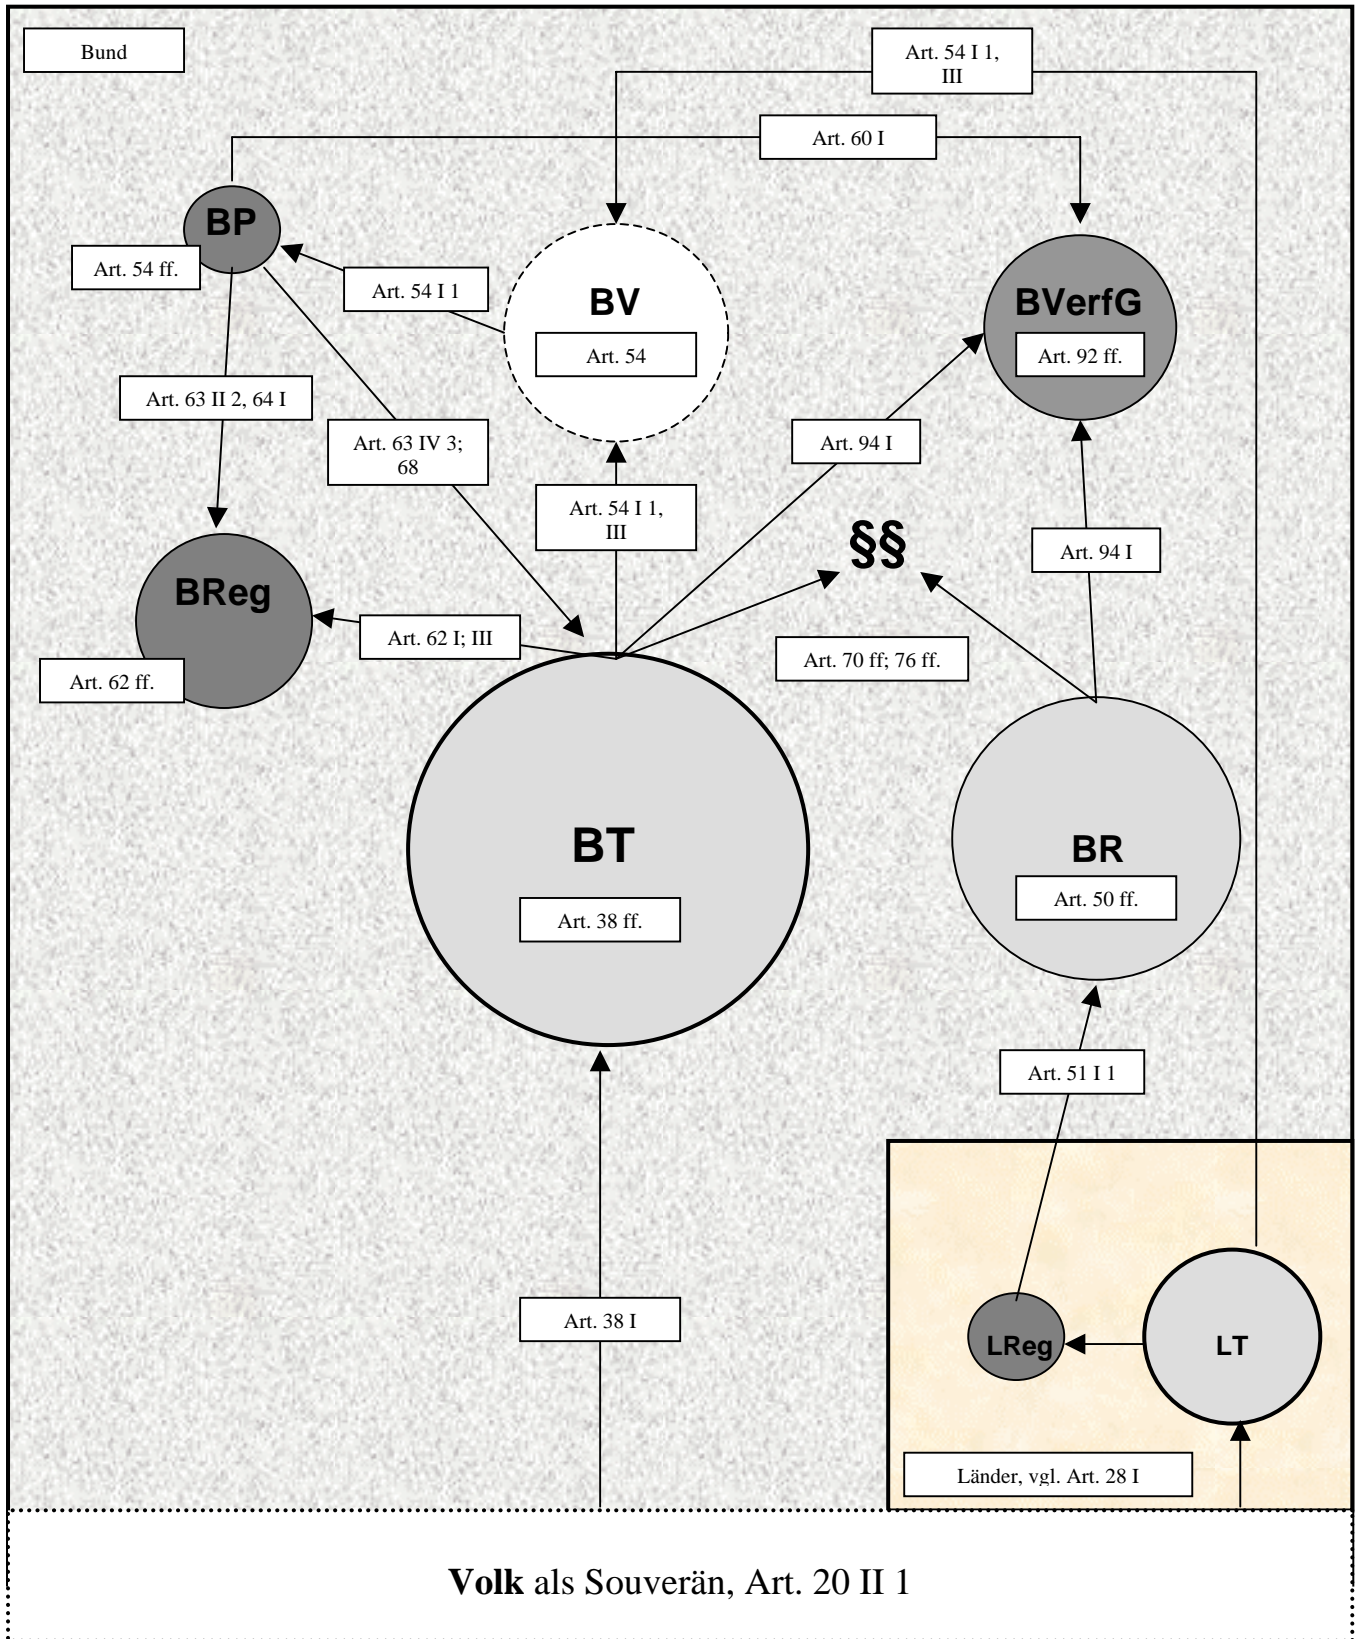 Bund
Art. 54 I 1,
III
Art. 60 I
BP
Art. 54 ff.
Art. 54 I 1
BV
Art. 54
BVerfG
Art. 92 ff.
Art. 63 II 2, 64 I
Art. 63 IV 3;
68
Art. 94 I
Art. 54 I 1,
III
§§
Art. 94 I
BReg
Art. 62 I; III
Art. 70 ff; 76 ff.
Art. 62 ff.
BT
Art. 38 ff.
BR
Art. 50 ff.
Art. 51 I 1
Art. 38 I
LReg
LT
Länder, vgl. Art. 28 I
Volk als Souverän, Art. 20 II 1